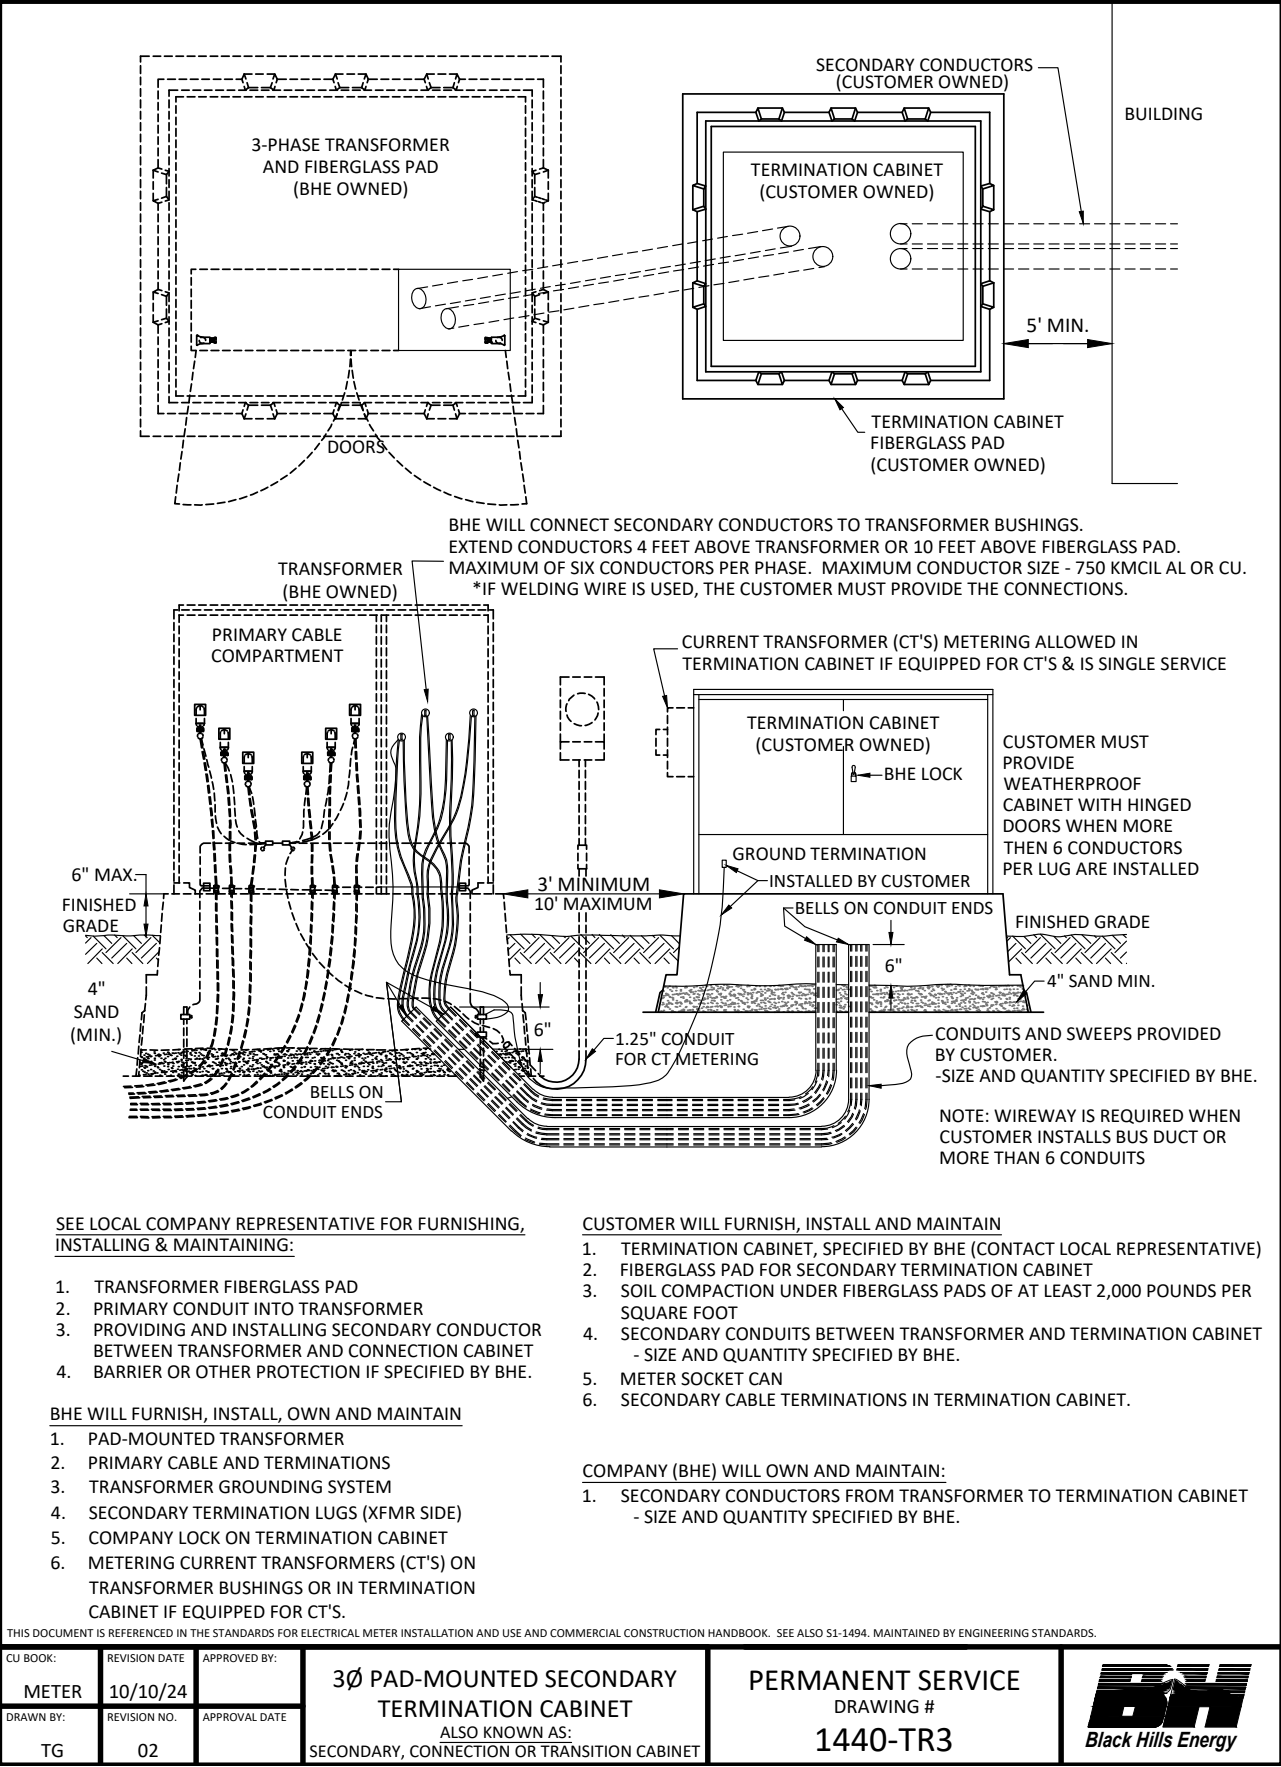 SECONDARY CONDUCTORS
(CUSTOMER OWNED)
BUILDING
3-PHASE TRANSFORMER
AND FIBERGLASS PAD
(BHE OWNED)
TERMINATION CABINET
(CUSTOMER OWNED)
5' MIN.
TERMINATION CABINET
FIBERGLASS PAD
(CUSTOMER OWNED)
DOORS
BHE WILL CONNECT SECONDARY CONDUCTORS TO TRANSFORMER BUSHINGS.
EXTEND CONDUCTORS 4 FEET ABOVE TRANSFORMER OR 10 FEET ABOVE FIBERGLASS PAD.
MAXIMUM OF SIX CONDUCTORS PER PHASE. MAXIMUM CONDUCTOR SIZE - 750 KMCIL AL OR CU.
*IF WELDING WIRE IS USED, THE CUSTOMER MUST PROVIDE THE CONNECTIONS.
TRANSFORMER
(BHE OWNED)
PRIMARY CABLE
COMPARTMENT
CURRENT TRANSFORMER (CT'S) METERING ALLOWED IN
TERMINATION CABINET IF EQUIPPED FOR CT'S & IS SINGLE SERVICE
TERMINATION CABINET
(CUSTOMER OWNED)
BHE LOCK
CUSTOMER MUST
PROVIDE
WEATHERPROOF
CABINET WITH HINGED
DOORS WHEN MORE
THEN 6 CONDUCTORS
PER LUG ARE INSTALLED
GROUND TERMINATION
INSTALLED BY CUSTOMER
6" MAX.
FINISHED
GRADE
3' MINIMUM
10' MAXIMUM
BELLS ON CONDUIT ENDS
FINISHED GRADE
6"
4" SAND MIN.
4"
SAND
(MIN.)
6"
1.25" CONDUIT
FOR CT METERING
CONDUITS AND SWEEPS PROVIDED
BY CUSTOMER.
-SIZE AND QUANTITY SPECIFIED BY BHE.
BELLS ON
CONDUIT ENDS
NOTE: WIREWAY IS REQUIRED WHEN
CUSTOMER INSTALLS BUS DUCT OR
MORE THAN 6 CONDUITS
SEE LOCAL COMPANY REPRESENTATIVE FOR FURNISHING,
INSTALLING & MAINTAINING:
1. TRANSFORMER FIBERGLASS PAD
2. PRIMARY CONDUIT INTO TRANSFORMER
3. PROVIDING AND INSTALLING SECONDARY CONDUCTOR
BETWEEN TRANSFORMER AND CONNECTION CABINET
4. BARRIER OR OTHER PROTECTION IF SPECIFIED BY BHE.
BHE WILL FURNISH, INSTALL, OWN AND MAINTAIN
1. PAD-MOUNTED TRANSFORMER
2. PRIMARY CABLE AND TERMINATIONS
3. TRANSFORMER GROUNDING SYSTEM
4. SECONDARY TERMINATION LUGS (XFMR SIDE)
5. COMPANY LOCK ON TERMINATION CABINET
6. METERING CURRENT TRANSFORMERS (CT'S) ON
TRANSFORMER BUSHINGS OR IN TERMINATION
CABINET IF EQUIPPED FOR CT'S.
CUSTOMER WILL FURNISH, INSTALL AND MAINTAIN
1. TERMINATION CABINET, SPECIFIED BY BHE (CONTACT LOCAL REPRESENTATIVE)
2. FIBERGLASS PAD FOR SECONDARY TERMINATION CABINET
3. SOIL COMPACTION UNDER FIBERGLASS PADS OF AT LEAST 2,000 POUNDS PER
SQUARE FOOT
4. SECONDARY CONDUITS BETWEEN TRANSFORMER AND TERMINATION CABINET
- SIZE AND QUANTITY SPECIFIED BY BHE.
5. METER SOCKET CAN
6. SECONDARY CABLE TERMINATIONS IN TERMINATION CABINET.
COMPANY (BHE) WILL OWN AND MAINTAIN:
1. SECONDARY CONDUCTORS FROM TRANSFORMER TO TERMINATION CABINET
- SIZE AND QUANTITY SPECIFIED BY BHE.
THIS DOCUMENT IS REFERENCED IN THE STANDARDS FOR ELECTRICAL METER INSTALLATION AND USE AND COMMERCIAL CONSTRUCTION HANDBOOK. SEE ALSO S1-1494. MAINTAINED BY ENGINEERING STANDARDS.
CU BOOK:
METER
REVISION DATE
10/10/24
APPROVED BY:
DRAWN BY:
TG
REVISION NO.
02
APPROVAL DATE
3Ø PAD-MOUNTED SECONDARY
TERMINATION CABINET
ALSO KNOWN AS:
SECONDARY, CONNECTION OR TRANSITION CABINET
PERMANENT SERVICE
DRAWING #
1440-TR3
BH
Black Hills Energy